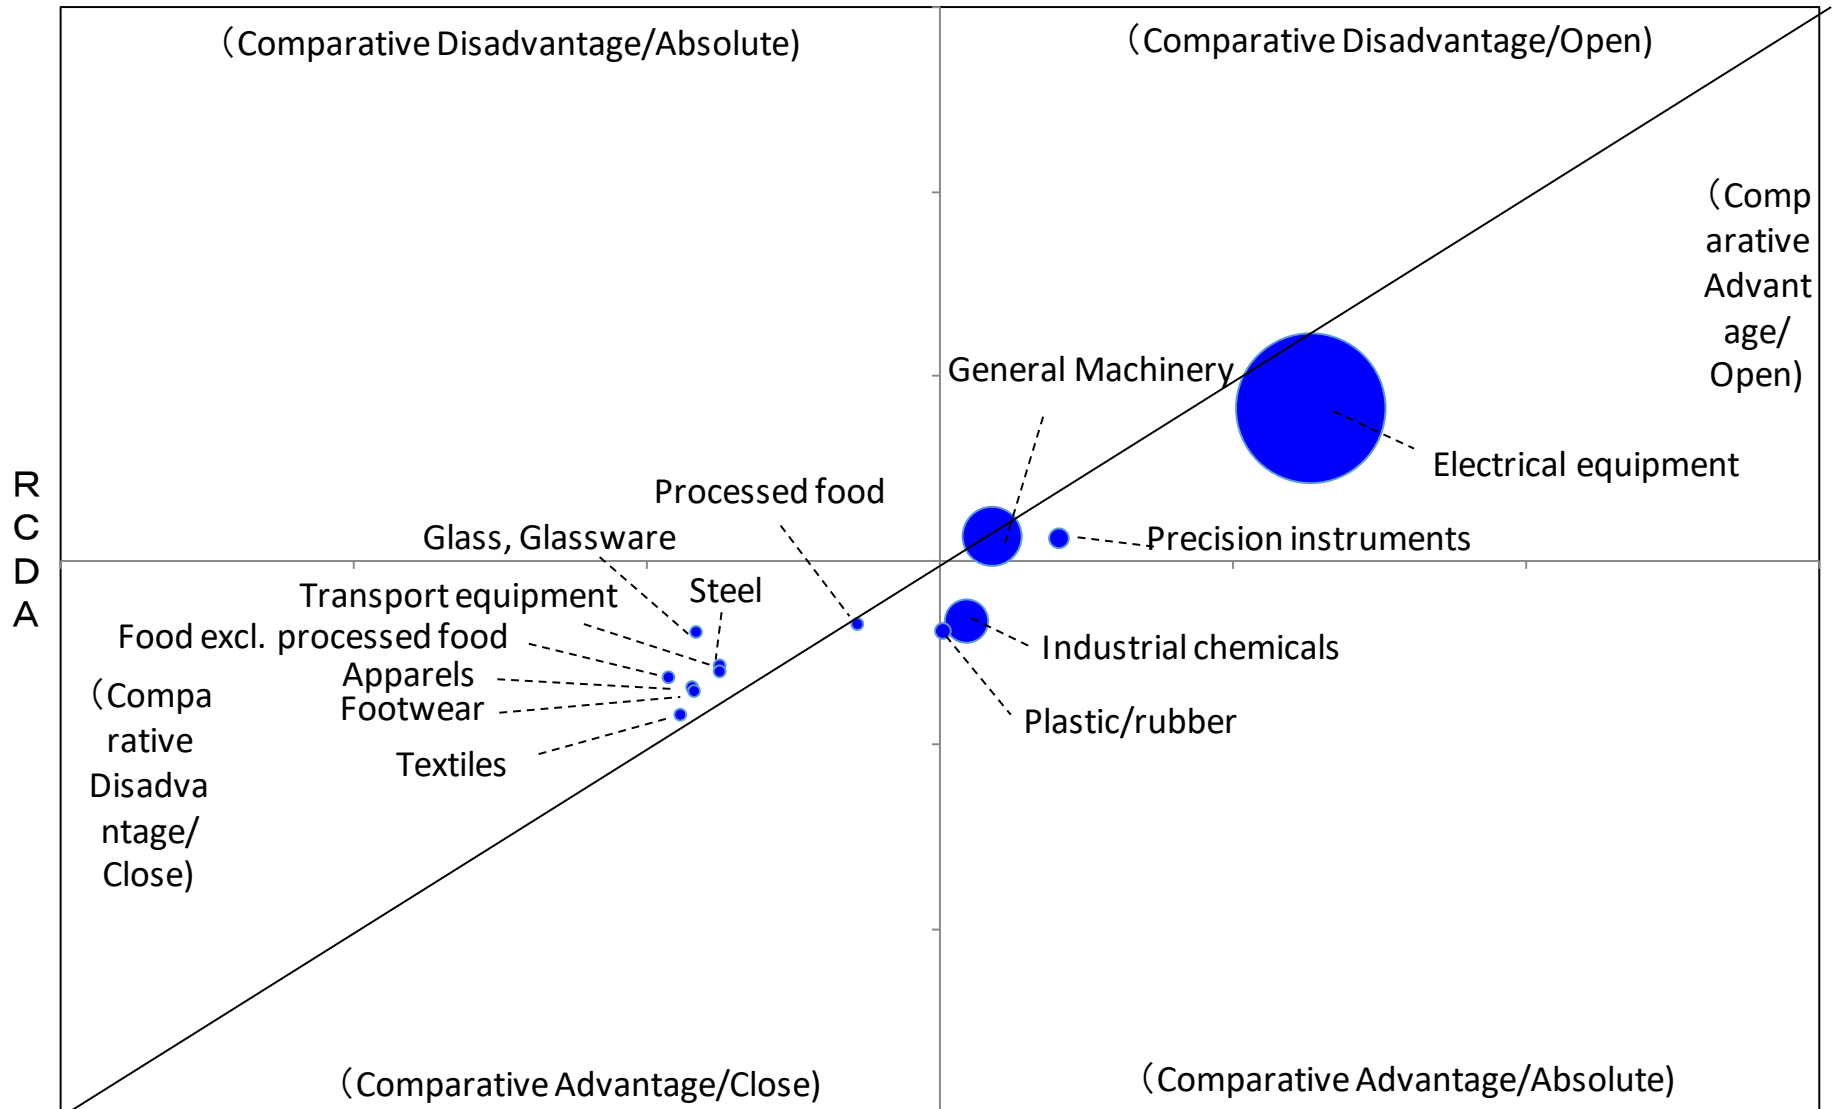 （Comparative Disadvantage/Absolute)
（Comparative Disadvantage/Open)
（Comp
arative
Advant
age/
Open)
General Machinery
Electrical equipment
Processed food
Glass, Glassware
Precision instruments
R
C
D
A
Transport equipment
Steel
Food excl. processed food
Industrial chemicals
Apparels
Footwear
Plastic/rubber
Textiles
（Compa
rative
Disadva
ntage/
Close)
（Comparative Advantage/Close)
（Comparative Advantage/Absolute)